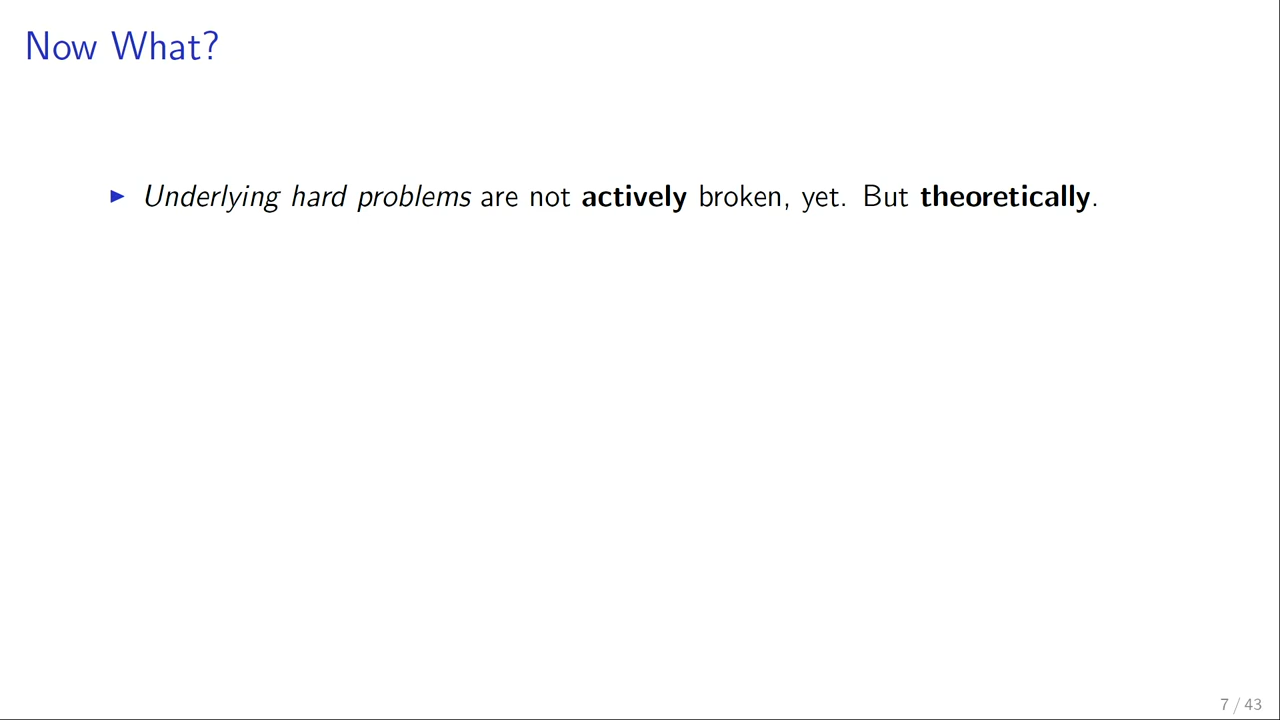 Now What?
▶ Underlying hard problems are not actively broken, yet. But theoretically.
7 / 43